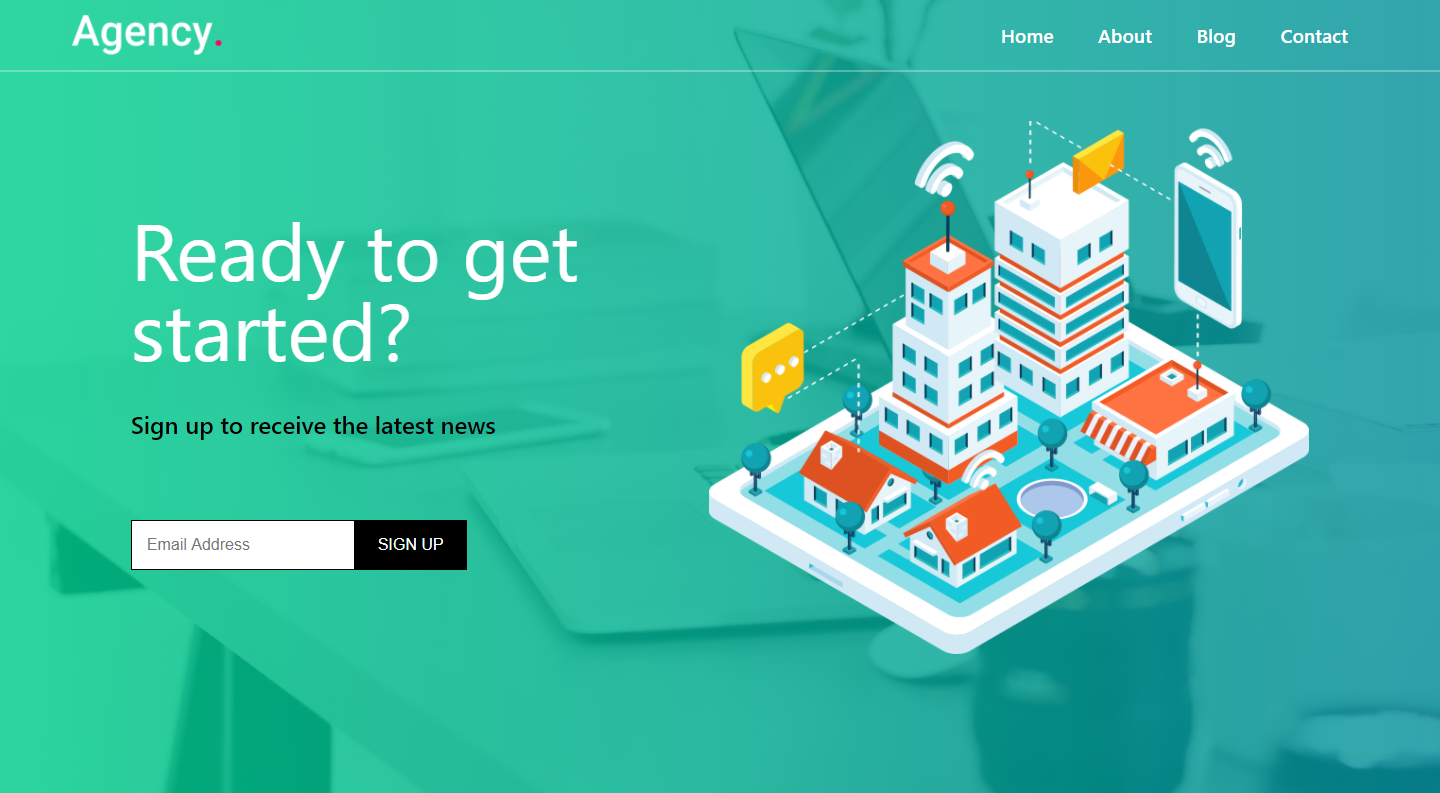 Agency.
Home About Blog Contact
Ready to get
started?
Sign up to receive the latest news
Email Address SIGN UP